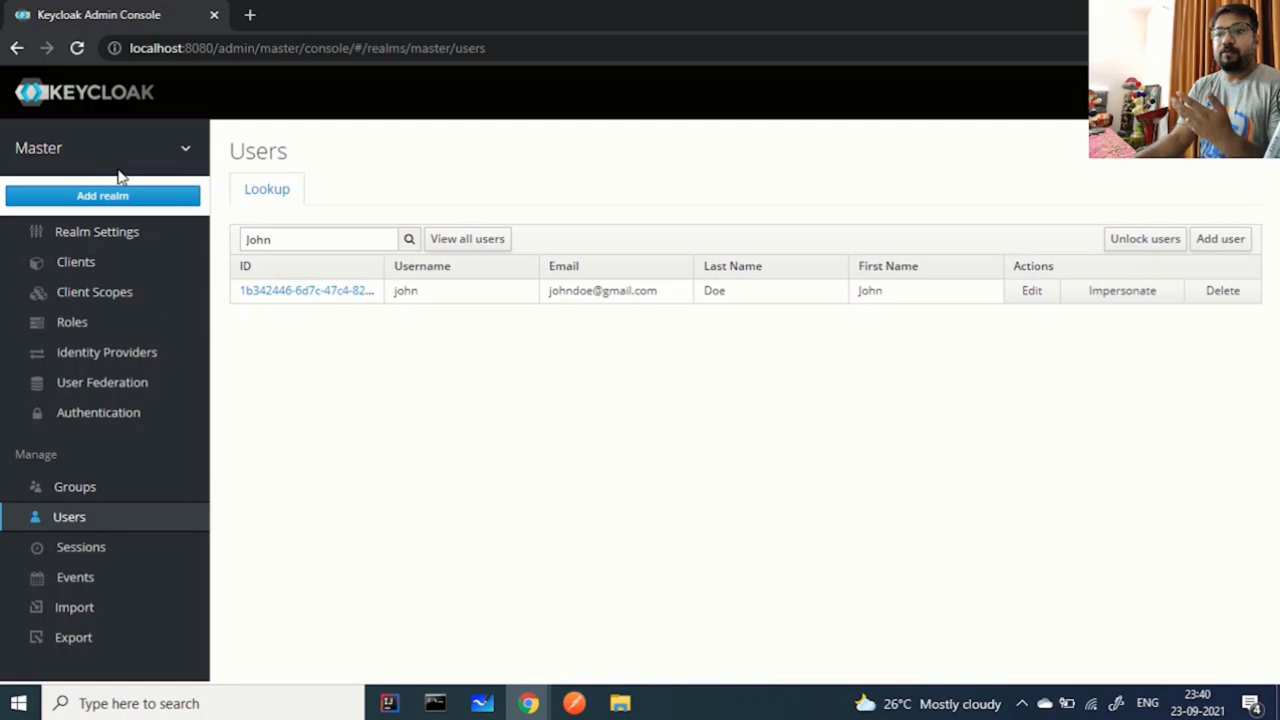 Keycloak Admin Console
localhost:8080/admin/master/console/#/realms/master/users
KEYCLOAK
Master
Add realm
Realm Settings
Clients
Client Scopes
Roles
Identity Providers
User Federation
Authentication
Manage
Groups
Users
Sessions
Events
Import
Export
Users
Lookup
John
View all users
Unlock users
Add user
ID Username Email Last Name First Name Actions
1b342446-6d7c-47c4-82... john johndoe@gmail.com Doe John Edit Impersonate Delete
Type here to search
26°C Mostly cloudy
ENG
23:40
23-09-2021
4